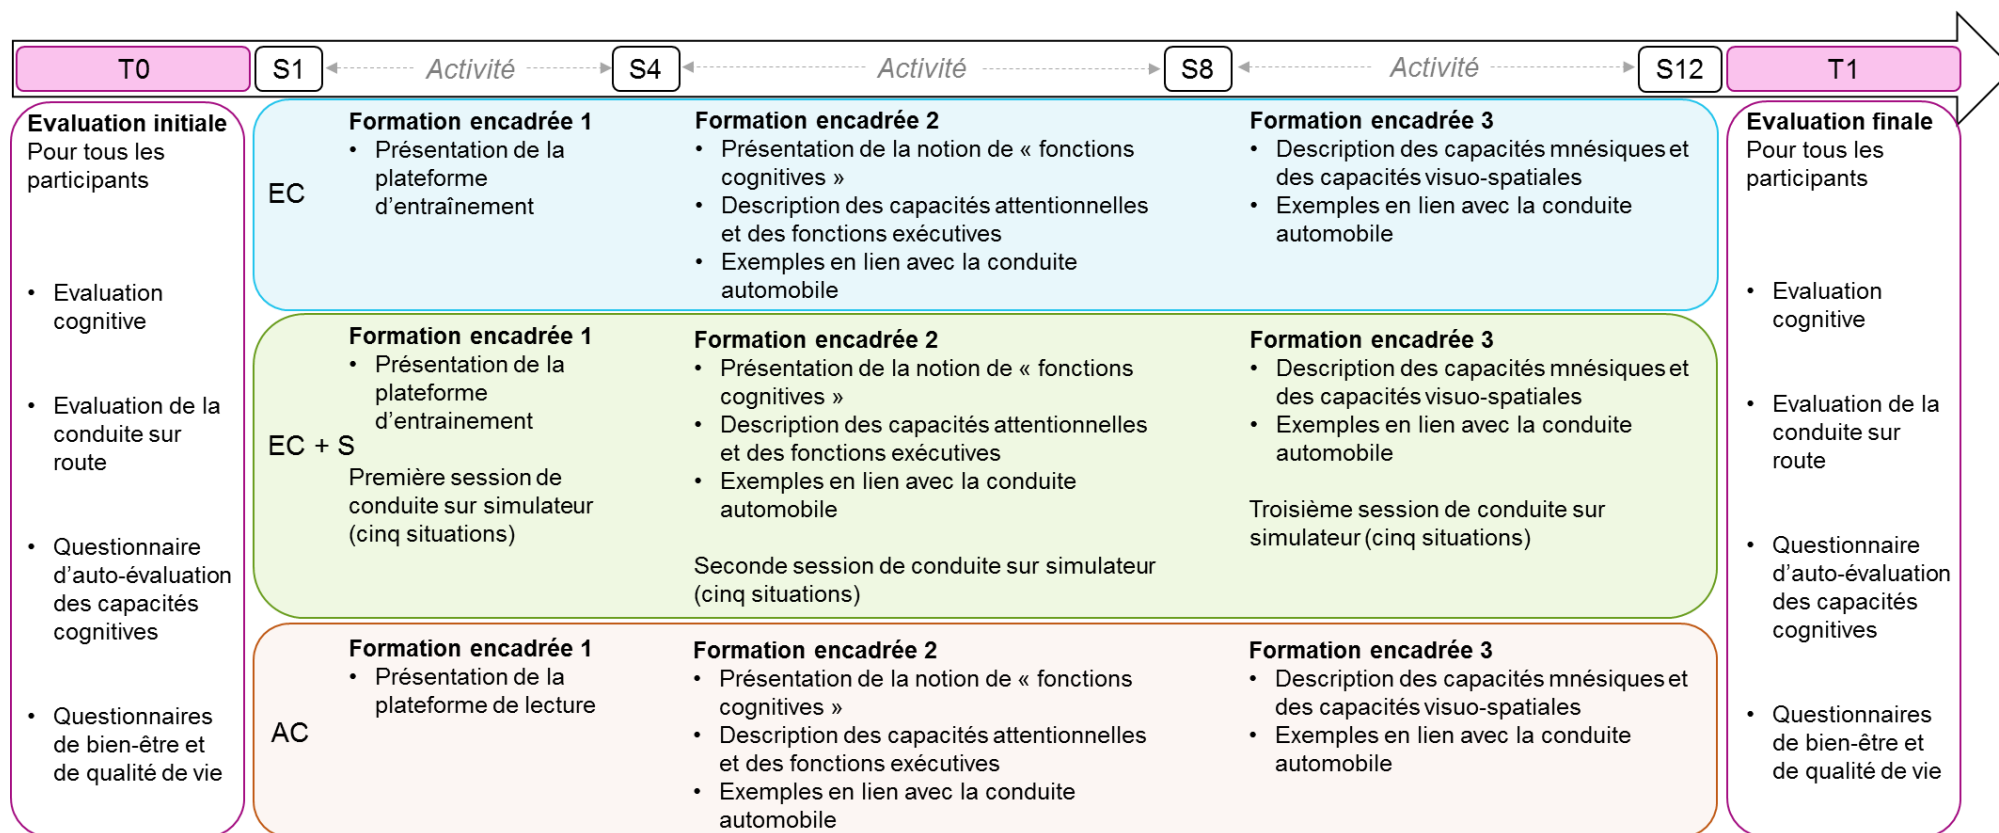 T0
S1
Activité
S4
Activité
S8
Activité
S12
T1
Evaluation initiale
Pour tous les
participants
• Evaluation
cognitive
• Evaluation de la
conduite sur
route
• Questionnaire
d’auto-évaluation
des capacités
cognitives
• Questionnaires
de bien-être et
de qualité de vie
EC
Formation encadrée 1
• Présentation de la
plateforme
d’entraînement
Formation encadrée 2
• Présentation de la notion de « fonctions
cognitives »
• Description des capacités attentionnelles
et des fonctions exécutives
• Exemples en lien avec la conduite
automobile
Formation encadrée 3
• Description des capacités mnésiques et
des capacités visuo-spatiales
• Exemples en lien avec la conduite
automobile
EC + S
Formation encadrée 1
• Présentation de la
plateforme
d’entrainement
Première session de
conduite sur simulateur
(cinq situations)
Formation encadrée 2
• Présentation de la notion de « fonctions
cognitives »
• Description des capacités attentionnelles
et des fonctions exécutives
• Exemples en lien avec la conduite
automobile
Seconde session de conduite sur simulateur
(cinq situations)
Formation encadrée 3
• Description des capacités mnésiques et
des capacités visuo-spatiales
• Exemples en lien avec la conduite
automobile
Troisième session de conduite sur
simulateur (cinq situations)
AC
Formation encadrée 1
• Présentation de la
plateforme de lecture
Formation encadrée 2
• Présentation de la notion de « fonctions
cognitives »
• Description des capacités attentionnelles
et des fonctions exécutives
• Exemples en lien avec la conduite
automobile
Formation encadrée 3
• Description des capacités mnésiques et
des capacités visuo-spatiales
• Exemples en lien avec la conduite
automobile
Evaluation finale
Pour tous les
participants
• Evaluation
cognitive
• Evaluation de la
conduite sur
route
• Questionnaire
d’auto-évaluation
des capacités
cognitives
• Questionnaires
de bien-être et
de qualité de vie